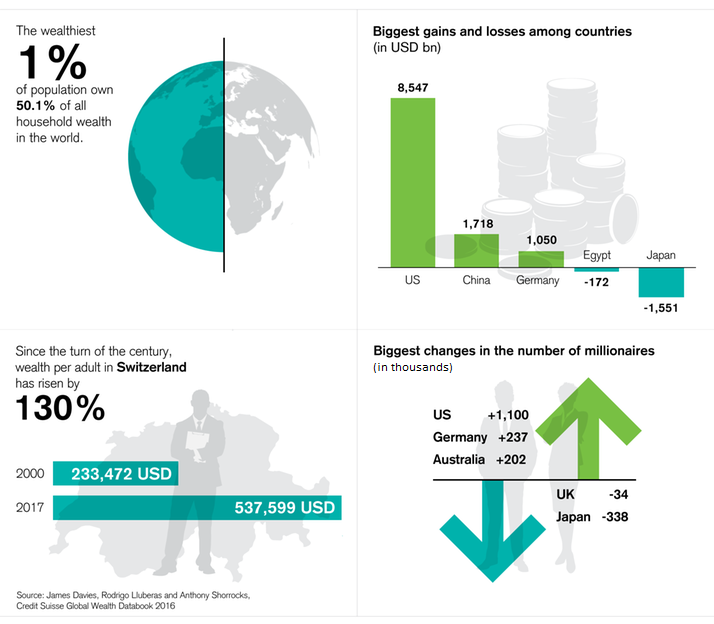 The wealthiest
1%
of population own
50.1% of all
household wealth
in the world.
Biggest gains and losses among countries
(in USD bn)
8,547
1,718
1,050
Egypt
Japan
US
China
Germany
-172
-1,551
Since the turn of the century,
wealth per adult in Switzerland
has risen by
130%
2000
233,472 USD
2017
537,599 USD
Source: James Davies, Rodrigo Lluberas and Anthony Shorrocks,
Credit Suisse Global Wealth Databook 2016
Biggest changes in the number of millionaires
(in thousands)
US +1,100
Germany +237
Australia +202
UK -34
Japan -338